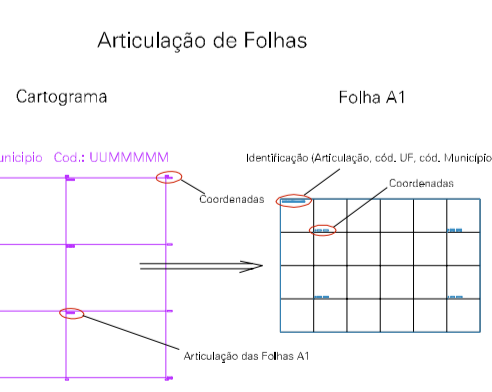 Articulação de Folhas
Cartograma
Folha A1
unicipio Cod.: UUMMMMM
Identificação (Articulação, cód. UF, cód. Município
Coordenadas
Coordenadas
Articulação das Folhas A1